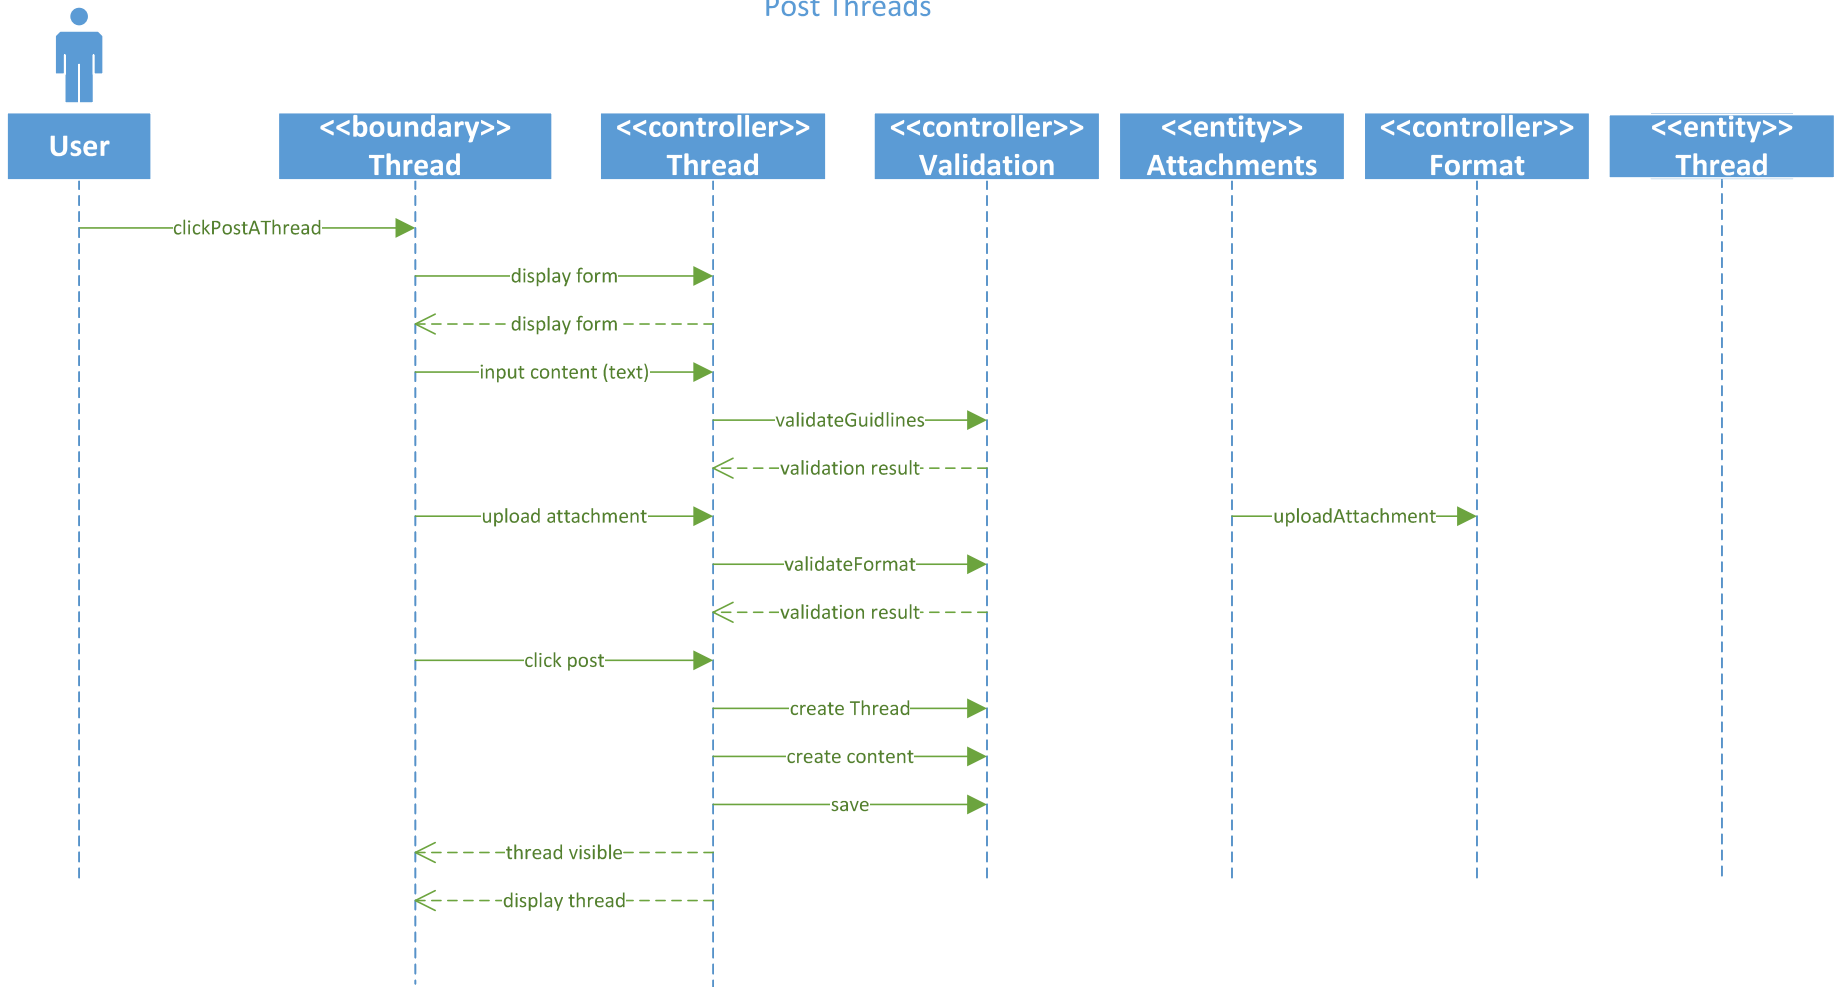 Post Threads
User
<<boundary>>
Thread
<<controller>>
Thread
<<controller>>
Validation
<<entity>>
Attachments
<<controller>>
Format
<<entity>>
Thread
clickPostAThread
display form
display form
input content (text)
validateGuidlines
validation result
upload attachment
uploadAttachment
validateFormat
validation result
click post
create Thread
create content
save
thread visible
display thread